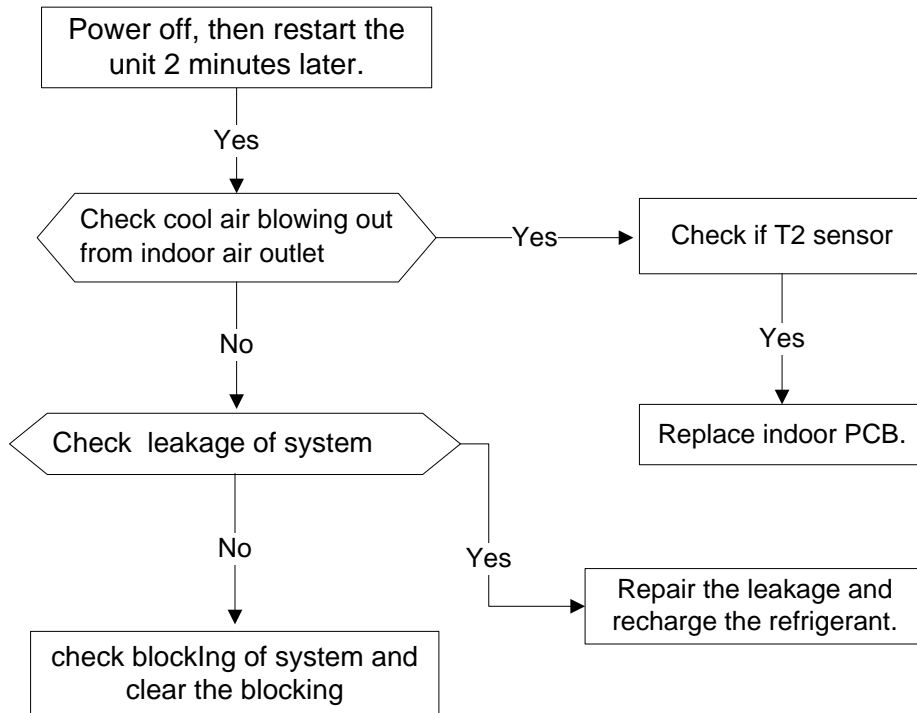 Power off, then restart the
unit 2 minutes later.
Yes
Check cool air blowing out
from indoor air outlet
Yes
Check if T2 sensor
No
Yes
Replace indoor PCB.
Check leakage of system
No
Yes
Repair the leakage and
recharge the refrigerant.
check blockIng of system and
clear the blocking